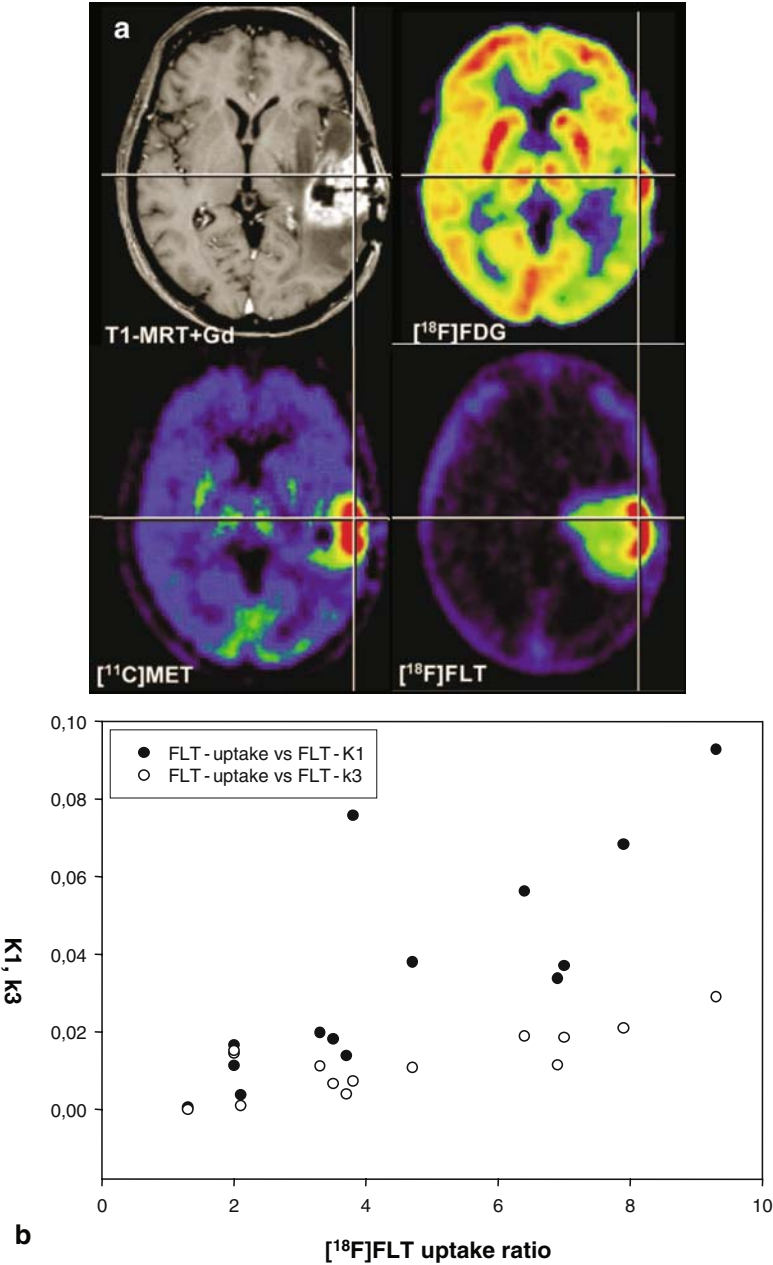 a
T1-MRT+Gd
[¹⁸F]FDG
[¹¹C]MET
[¹⁸F]FLT
0,10
FLT - uptake vs FLT - K1
FLT - uptake vs FLT - k3
0,08
0,06
0,04
0,02
0,00
K1, k3
0 2 4 6 8 10
b
[¹⁸F]FLT uptake ratio